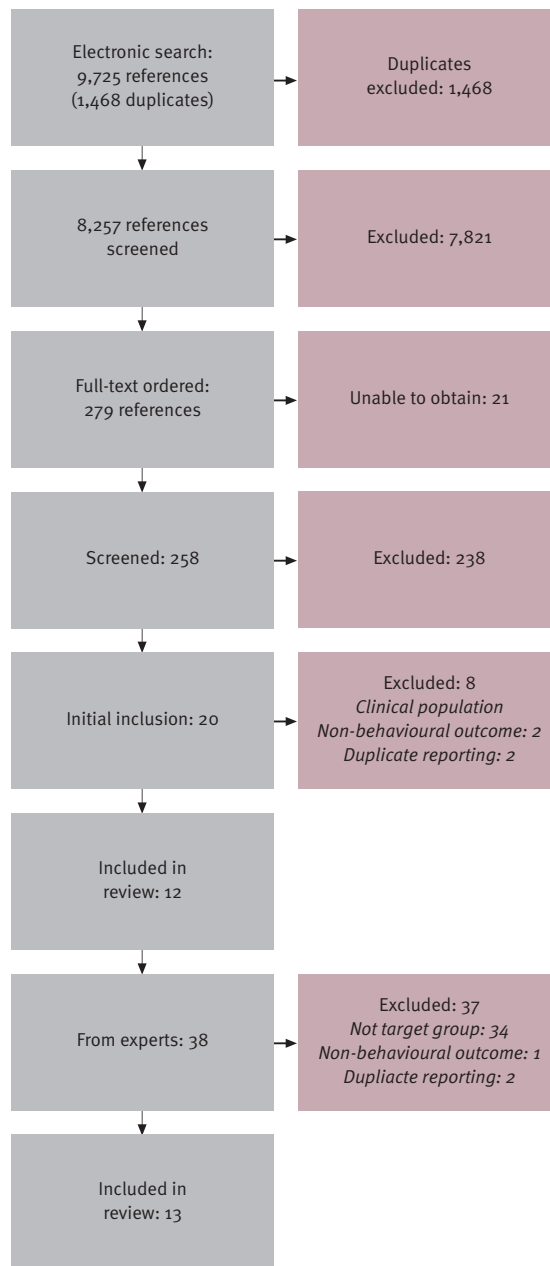 Electronic search:
9,725 references
(1,468 duplicates)
Duplicates
excluded: 1,468
8,257 references
screened
Excluded: 7,821
Full-text ordered:
279 references
Unable to obtain: 21
Screened: 258
Excluded: 238
Initial inclusion: 20
Excluded: 8
Clinical population
Non-behavioural outcome: 2
Duplicate reporting: 2
Included in
review: 12
From experts: 38
Excluded: 37
Not target group: 34
Non-behavioural outcome: 1
Dupliacte reporting: 2
Included in
review: 13